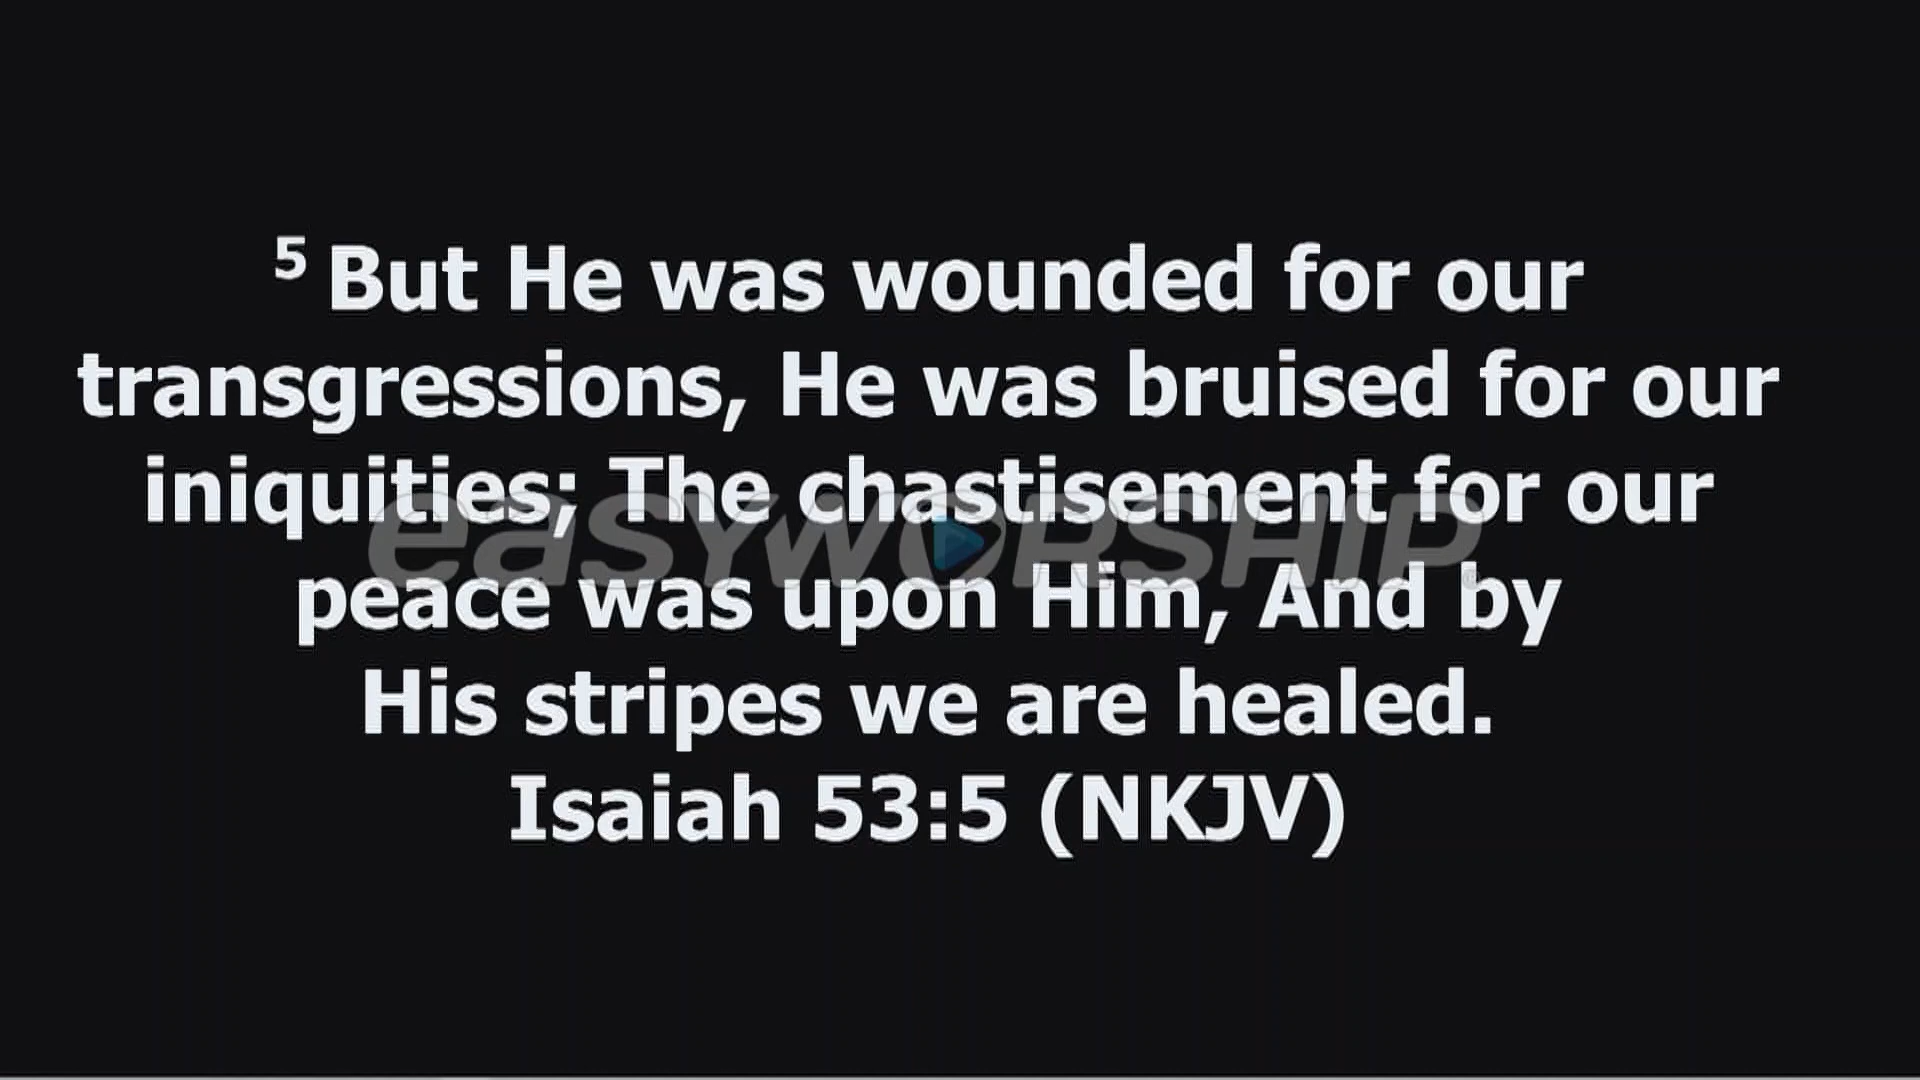 5 But He was wounded for our
transgressions, He was bruised for our
iniquities; The chastisement for our
easyWORSHIP®
peace was upon Him, And by
His stripes we are healed.
Isaiah 53:5 (NKJV)